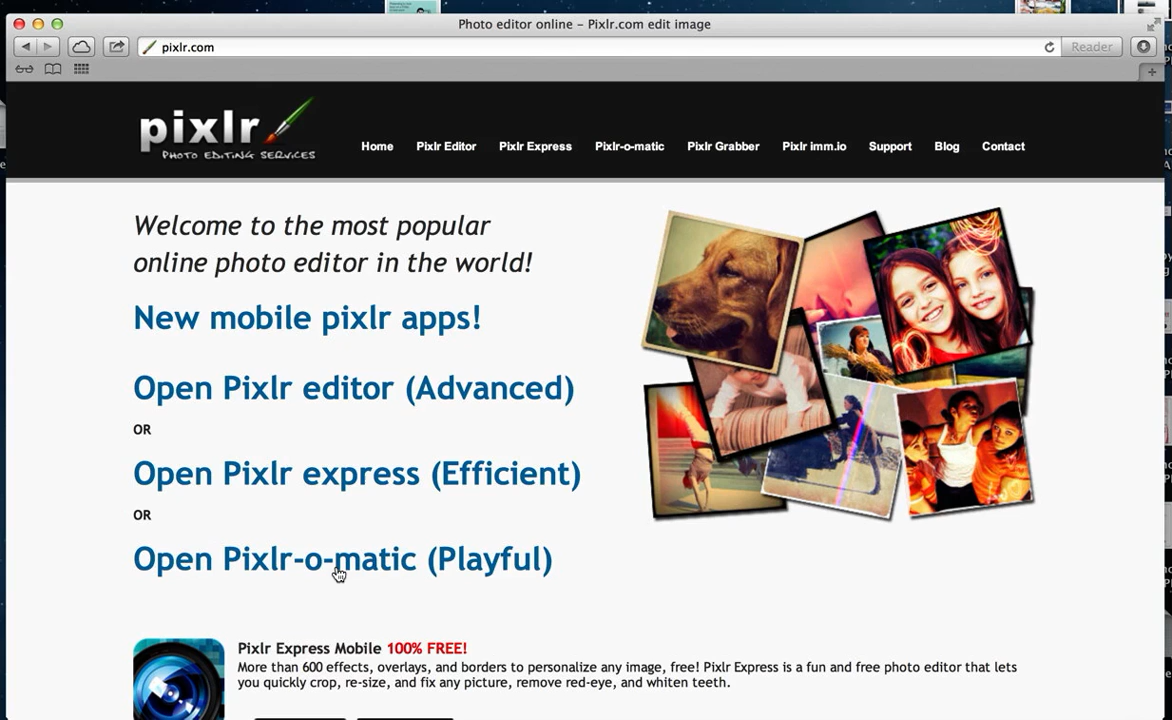 Photo editor online – Pixlr.com edit image
pixlr.com
Reader
pixlr
PHOTO EDITING SERVICES
Home Pixlr Editor Pixlr Express Pixlr-o-matic Pixlr Grabber Pixlr imm.io Support Blog Contact
Welcome to the most popular
online photo editor in the world!
New mobile pixlr apps!
Open Pixlr editor (Advanced)
OR
Open Pixlr express (Efficient)
OR
Open Pixlr-o-matic (Playful)
Pixlr Express Mobile 100% FREE!
More than 600 effects, overlays, and borders to personalize any image, free! Pixlr Express is a fun and free photo editor that lets
you quickly crop, re-size, and fix any picture, remove red-eye, and whiten teeth.